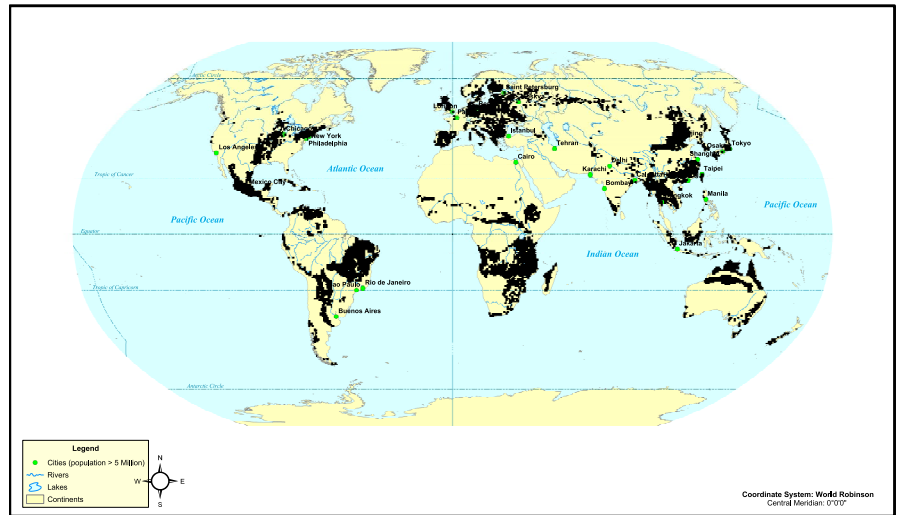 Arctic Circle
Saint Petersburg
London
Chicago
New York
Philadelphia
Istanbul
Los Angeles
Tehran
Osaka
Tokyo
Shanghai
Cairo
Delhi
Taipei
Tropic of Cancer
Atlantic Ocean
Karachi
Mexico City
Bombay
Manila
Pacific Ocean
Pacific Ocean
Equator
Indian Ocean
Jakarta
Tropic of Capricorn
Sao Paulo
Rio de Janeiro
Buenos Aires
Antarctic Circle
Legend
Cities (population > 5 Million)
Rivers
Lakes
Continents
N
W
E
S
Coordinate System: World Robinson
Central Meridian: 0°0'0"